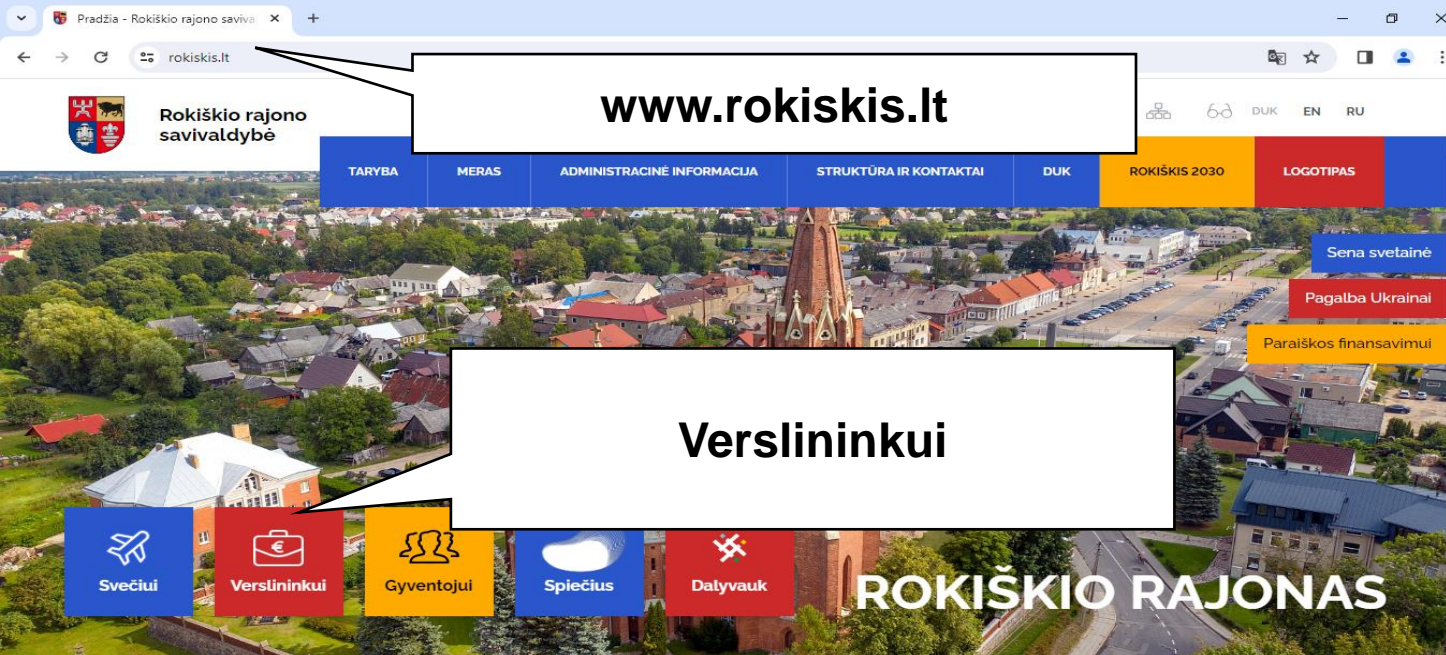 Pradžia - Rokiškio rajono saviva
rokiskis.lt
www.rokiskis.lt
Rokiškio rajono
savivaldybė
DUK EN RU
TARYBA MERAS ADMINISTRACINĖ INFORMACIJA STRUKTŪRA IR KONTAKTAI DUK ROKIŠKIS 2030 LOGOTIPAS
Sena svetainė
Pagalba Ukrainai
Paraiškos finansavimui
Verslininkui
Svečiui Verslininkui Gyventojui Spiečius Dalyvauk
ROKIŠKIO RAJONAS